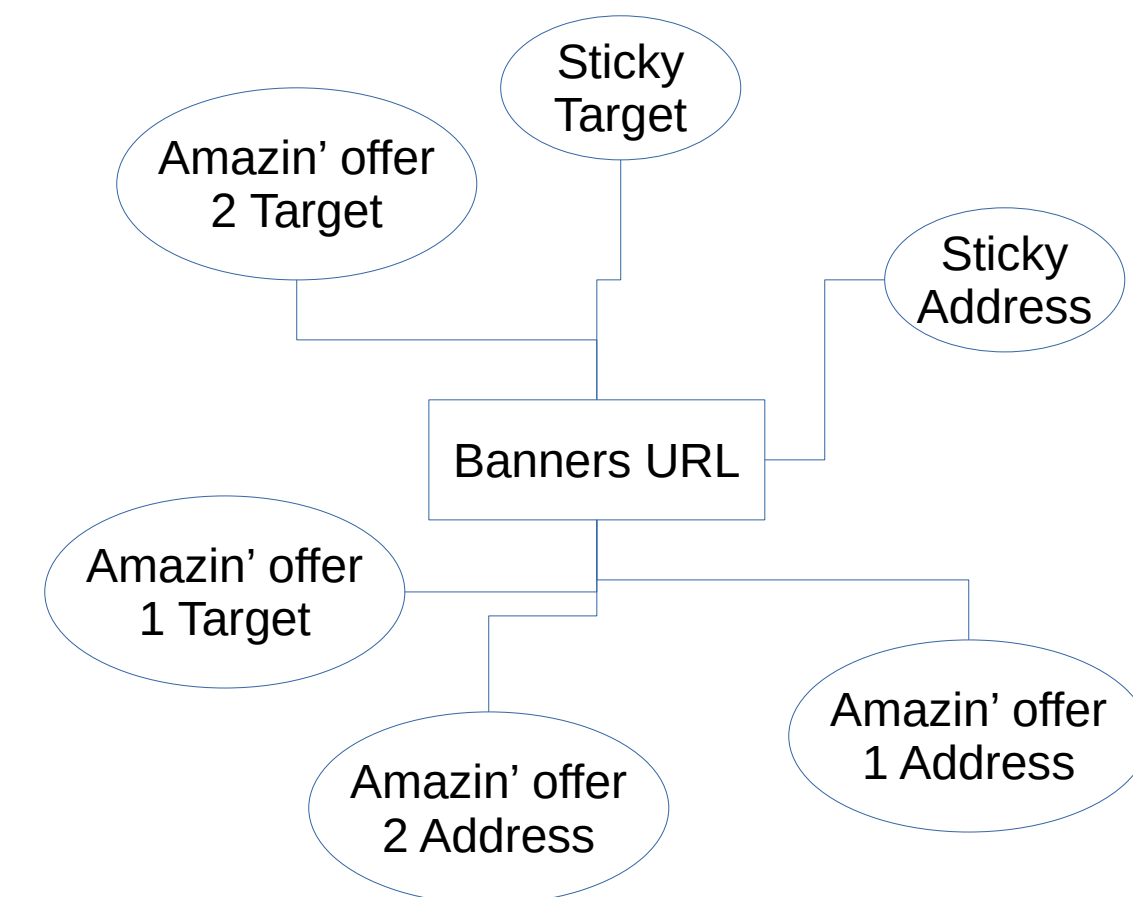 Sticky
Target
Amazin’ offer
2 Target
Sticky
Address
Banners URL
Amazin’ offer
1 Target
Amazin’ offer
1 Address
Amazin’ offer
2 Address